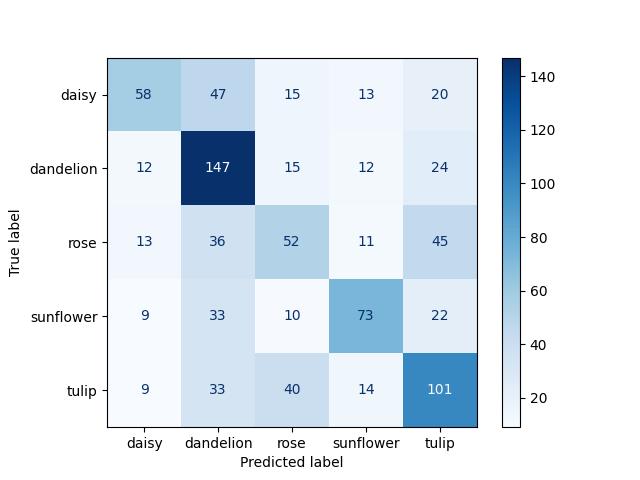 daisy 58 47 15 13 20
dandelion 12 147 15 12 24
rose 13 36 52 11 45
sunflower 9 33 10 73 22
tulip 9 33 40 14 101
daisy dandelion rose sunflower tulip
Predicted label
True label
140
120
100
80
60
40
20